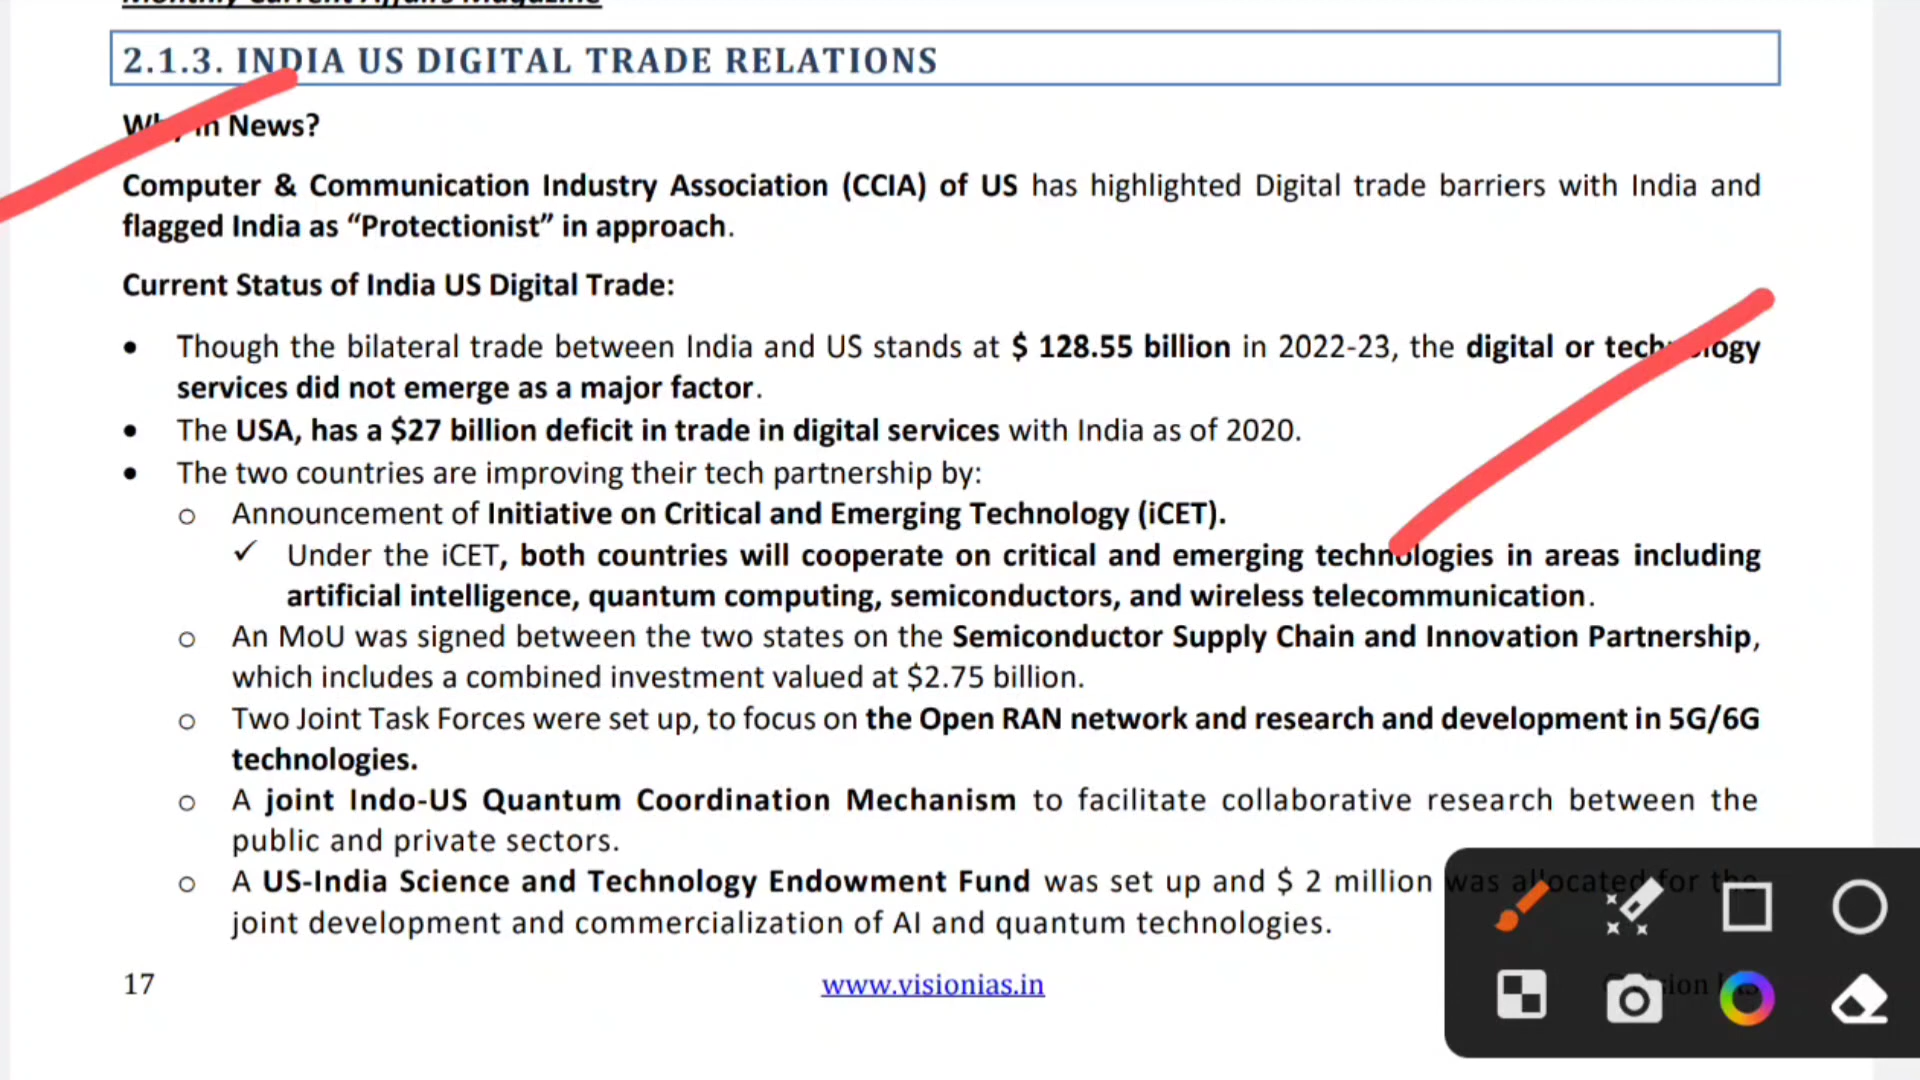 Monthly Current Affairs Magazine
2.1.3. INDIA US DIGITAL TRADE RELATIONS
Why in News?
Computer & Communication Industry Association (CCIA) of US has highlighted Digital trade barriers with India and
flagged India as “Protectionist” in approach.
Current Status of India US Digital Trade:
• Though the bilateral trade between India and US stands at $ 128.55 billion in 2022-23, the digital or technology
services did not emerge as a major factor.
• The USA, has a $27 billion deficit in trade in digital services with India as of 2020.
• The two countries are improving their tech partnership by:
o Announcement of Initiative on Critical and Emerging Technology (iCET).
✓ Under the iCET, both countries will cooperate on critical and emerging technologies in areas including
artificial intelligence, quantum computing, semiconductors, and wireless telecommunication.
o An MoU was signed between the two states on the Semiconductor Supply Chain and Innovation Partnership,
which includes a combined investment valued at $2.75 billion.
o Two Joint Task Forces were set up, to focus on the Open RAN network and research and development in 5G/6G
technologies.
o A joint Indo-US Quantum Coordination Mechanism to facilitate collaborative research between the
public and private sectors.
o A US-India Science and Technology Endowment Fund was set up and $ 2 million was allocated for the
joint development and commercialization of AI and quantum technologies.
17 www.visionias.in